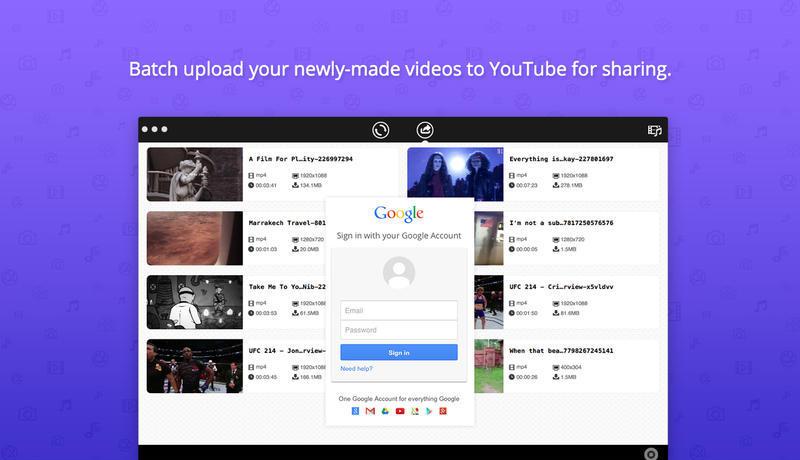 Batch upload your newly-made videos to YouTube for sharing.
A Film For Pl…ity-226997294
mp4 1920x1088
00:03:41 134.1MB
Everything is…kay-227801697
mp4 1920x1088
00:07:23 278.1MB
Marrakech Travel-801
mp4 1280x720
00:01:03 20.0MB
I'm not a sub…7817250576576
mp4 1280x720
00:00:05 1.5MB
Take Me To Yo…Nib-22
mp4 1920x108
00:03:53 61.5MB
UFC 214 - Cri…rview-x5vldvv
mp4 1920x1088
00:01:50 81.6MB
UFC 214 - Jon…rview-
mp4 1920x108
00:03:45 166.1MB
When that bea…7798267245141
mp4 400x304
00:00:26 1.5MB
Google
Sign in with your Google Account
Email
Password
Sign in
Need help?
One Google Account for everything Google